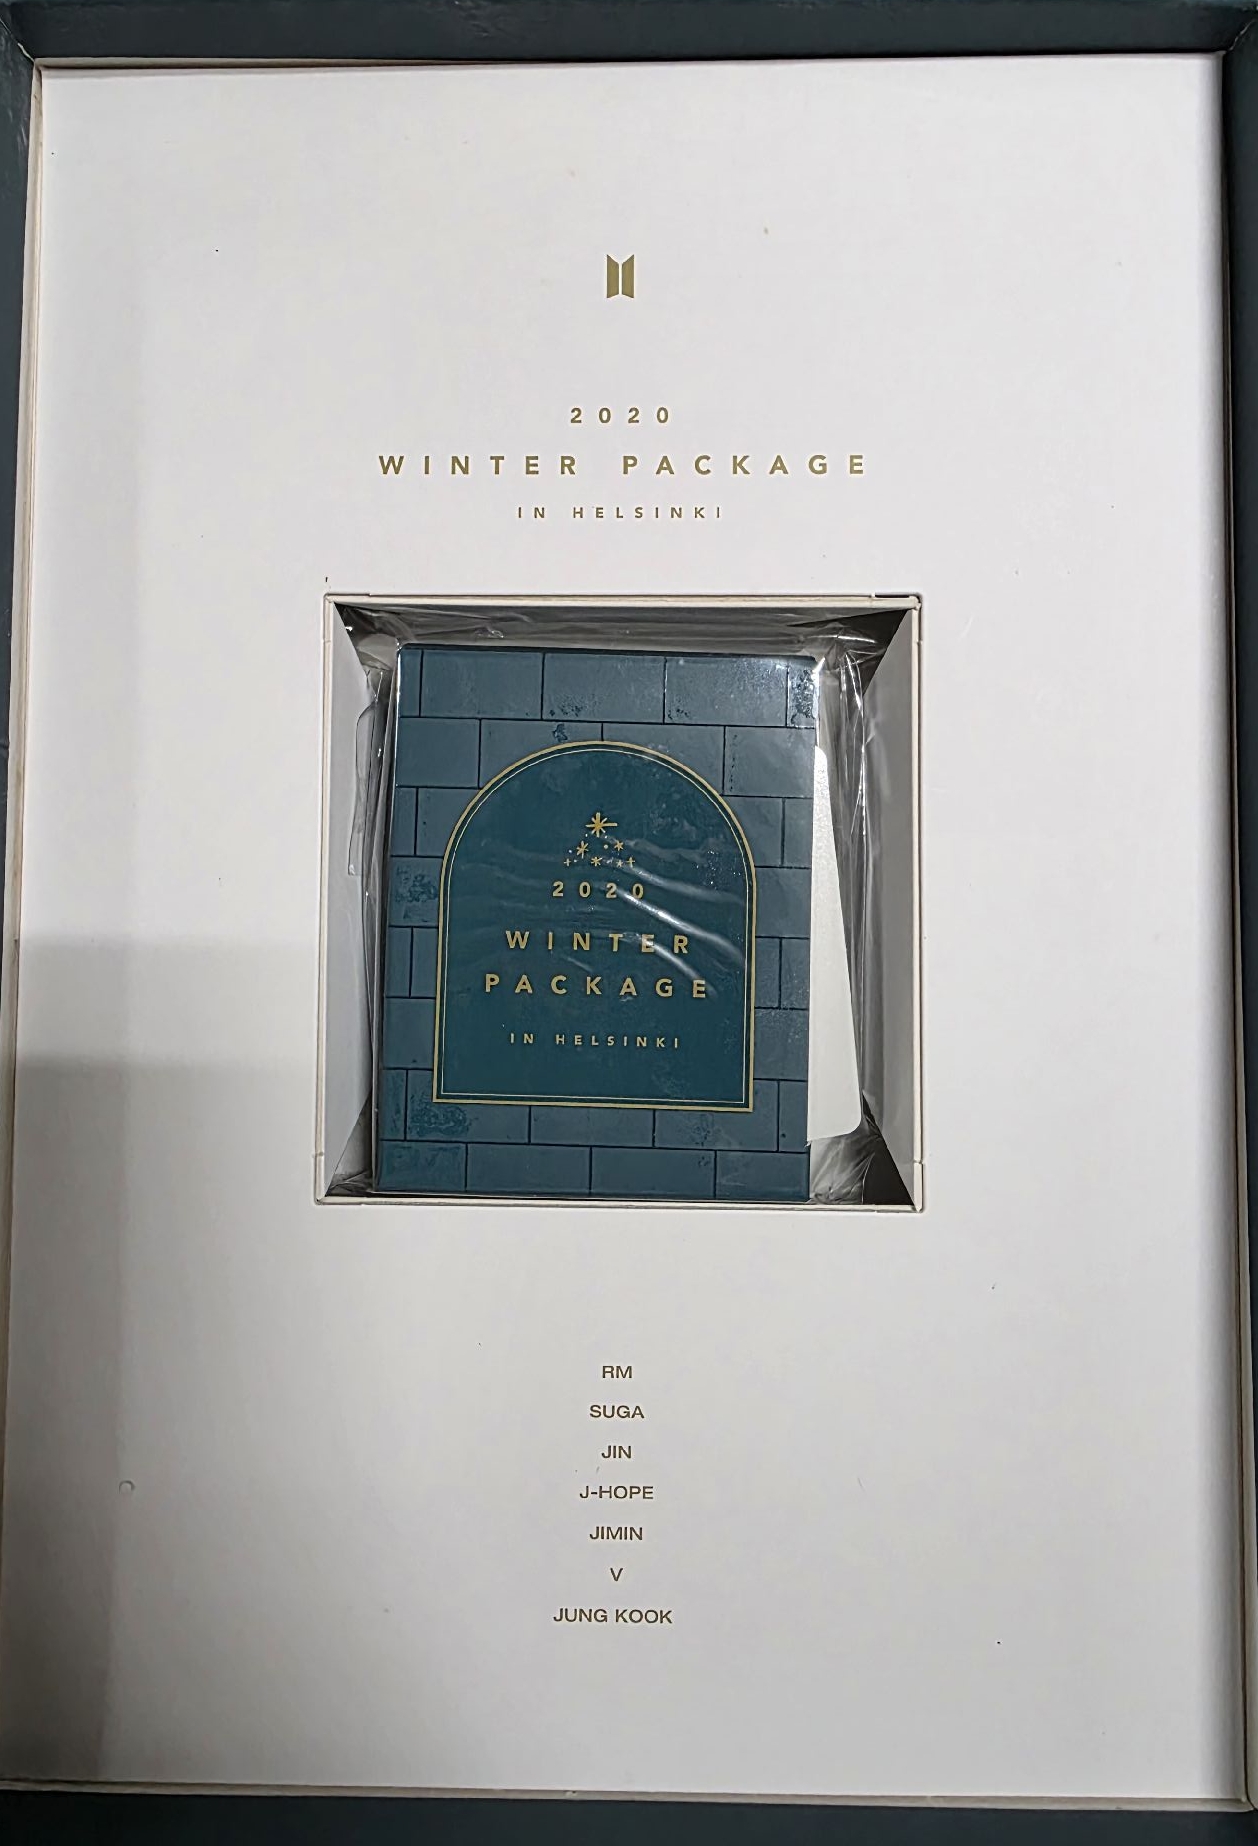 2020
WINTER PACKAGE
IN HELSINKI
2020
WINTER
PACKAGE
IN HELSINKI
RM
SUGA
JIN
J-HOPE
JIMIN
V
JUNG KOOK